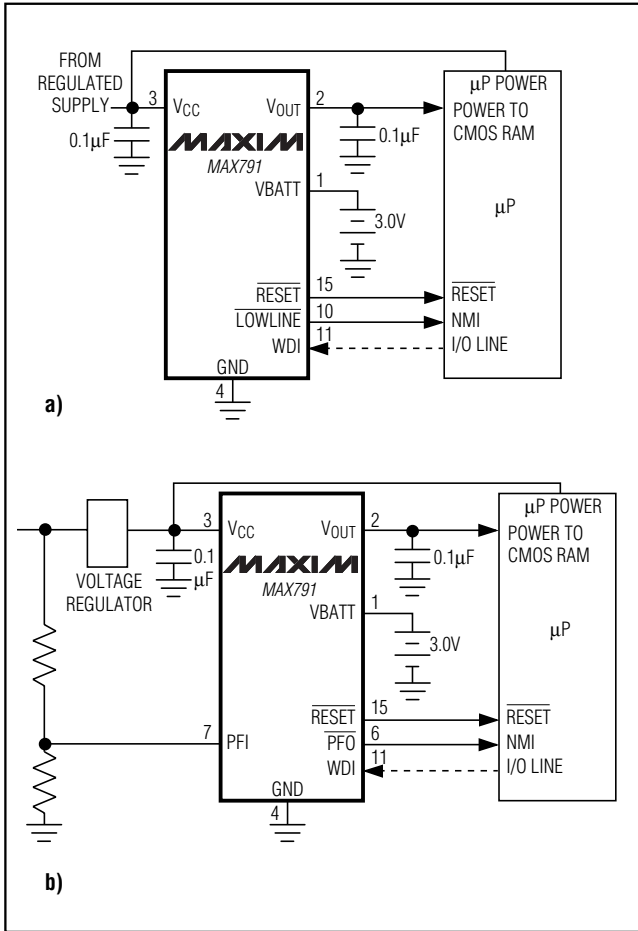 FROM
REGULATED
SUPPLY
3
VCC
VOUT
2
0.1µF
MAXIM
MAX791
0.1µF
µP POWER
POWER TO
CMOS RAM
VBATT
1
3.0V
µP
RESET
15
RESET
LOWLINE
10
NMI
WDI
11
I/O LINE
GND
4
a)
VOLTAGE
REGULATOR
3
VCC
VOUT
2
0.1
µF
MAXIM
MAX791
0.1µF
µP POWER
POWER TO
CMOS RAM
VBATT
1
3.0V
µP
RESET
15
RESET
7
PFI
PFO
6
NMI
WDI
11
I/O LINE
GND
4
b)